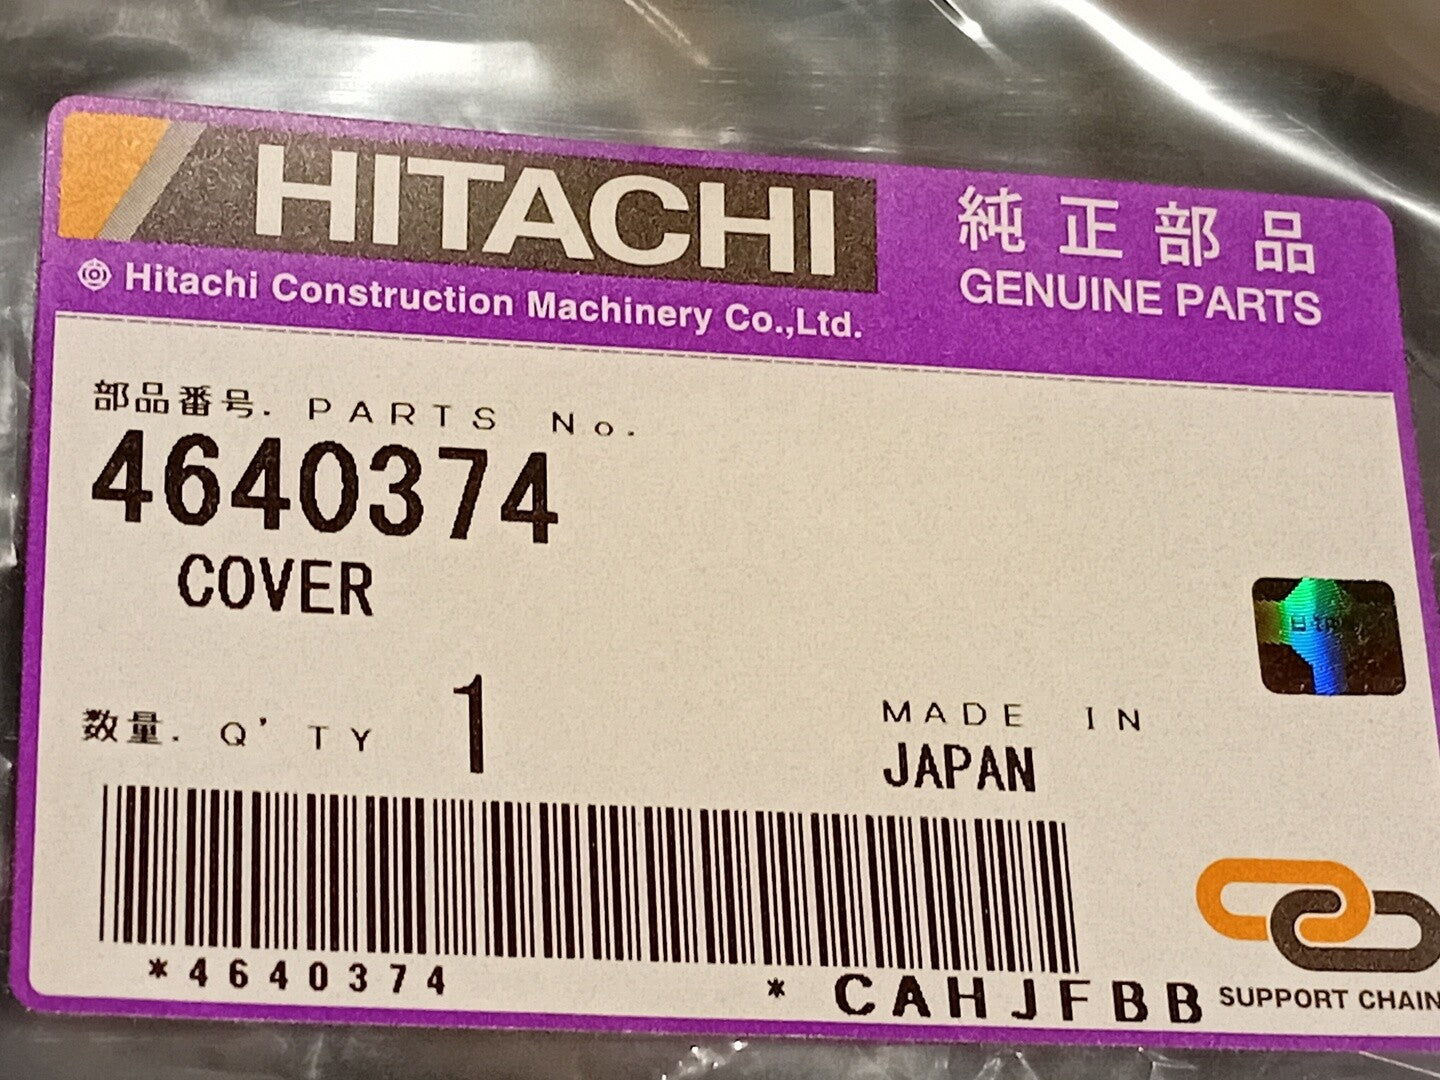 HITACHI
Hitachi Construction Machinery Co.,Ltd.
純正部品
GENUINE PARTS
部品番号. PARTS No.
4640374
COVER
数量. Q'TY 1
MADE IN
JAPAN
*4640374 * CAHJFBB
SUPPORT CHAIN